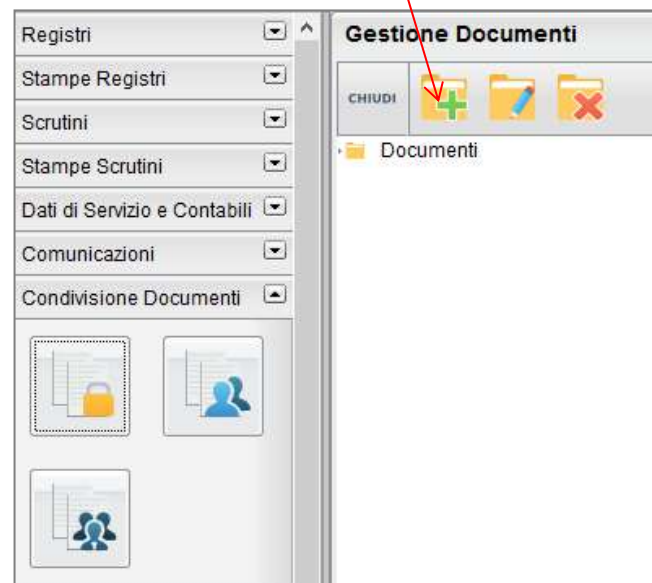 Registri
Stampe Registri
Scrutini
Stampe Scrutini
Dati di Servizio e Contabili
Comunicazioni
Condivisione Documenti
Gestione Documenti
CHIUDI
Documenti